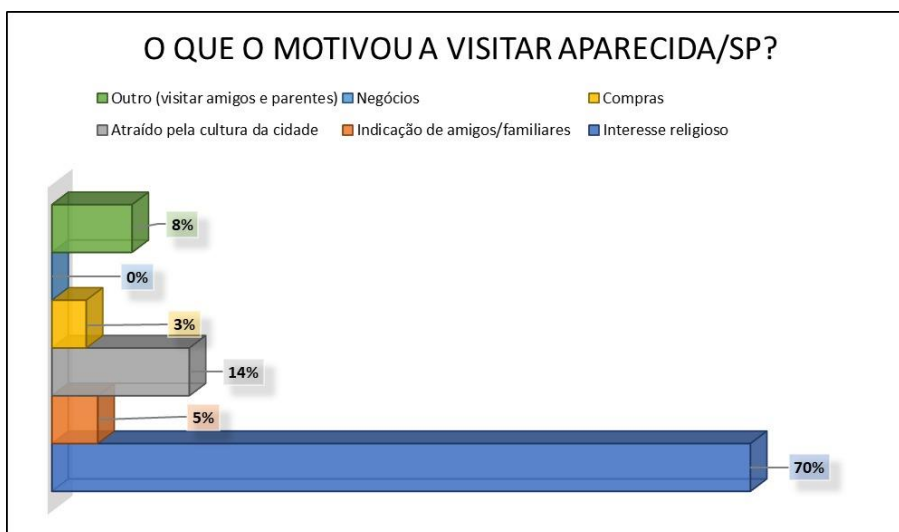 O QUE O MOTIVOU A VISITAR APARECIDA/SP?
Outro (visitar amigos e parentes) Negócios Compras
Atraído pela cultura da cidade Indicação de amigos/familiares Interesse religioso
8%
0%
3%
14%
5%
70%